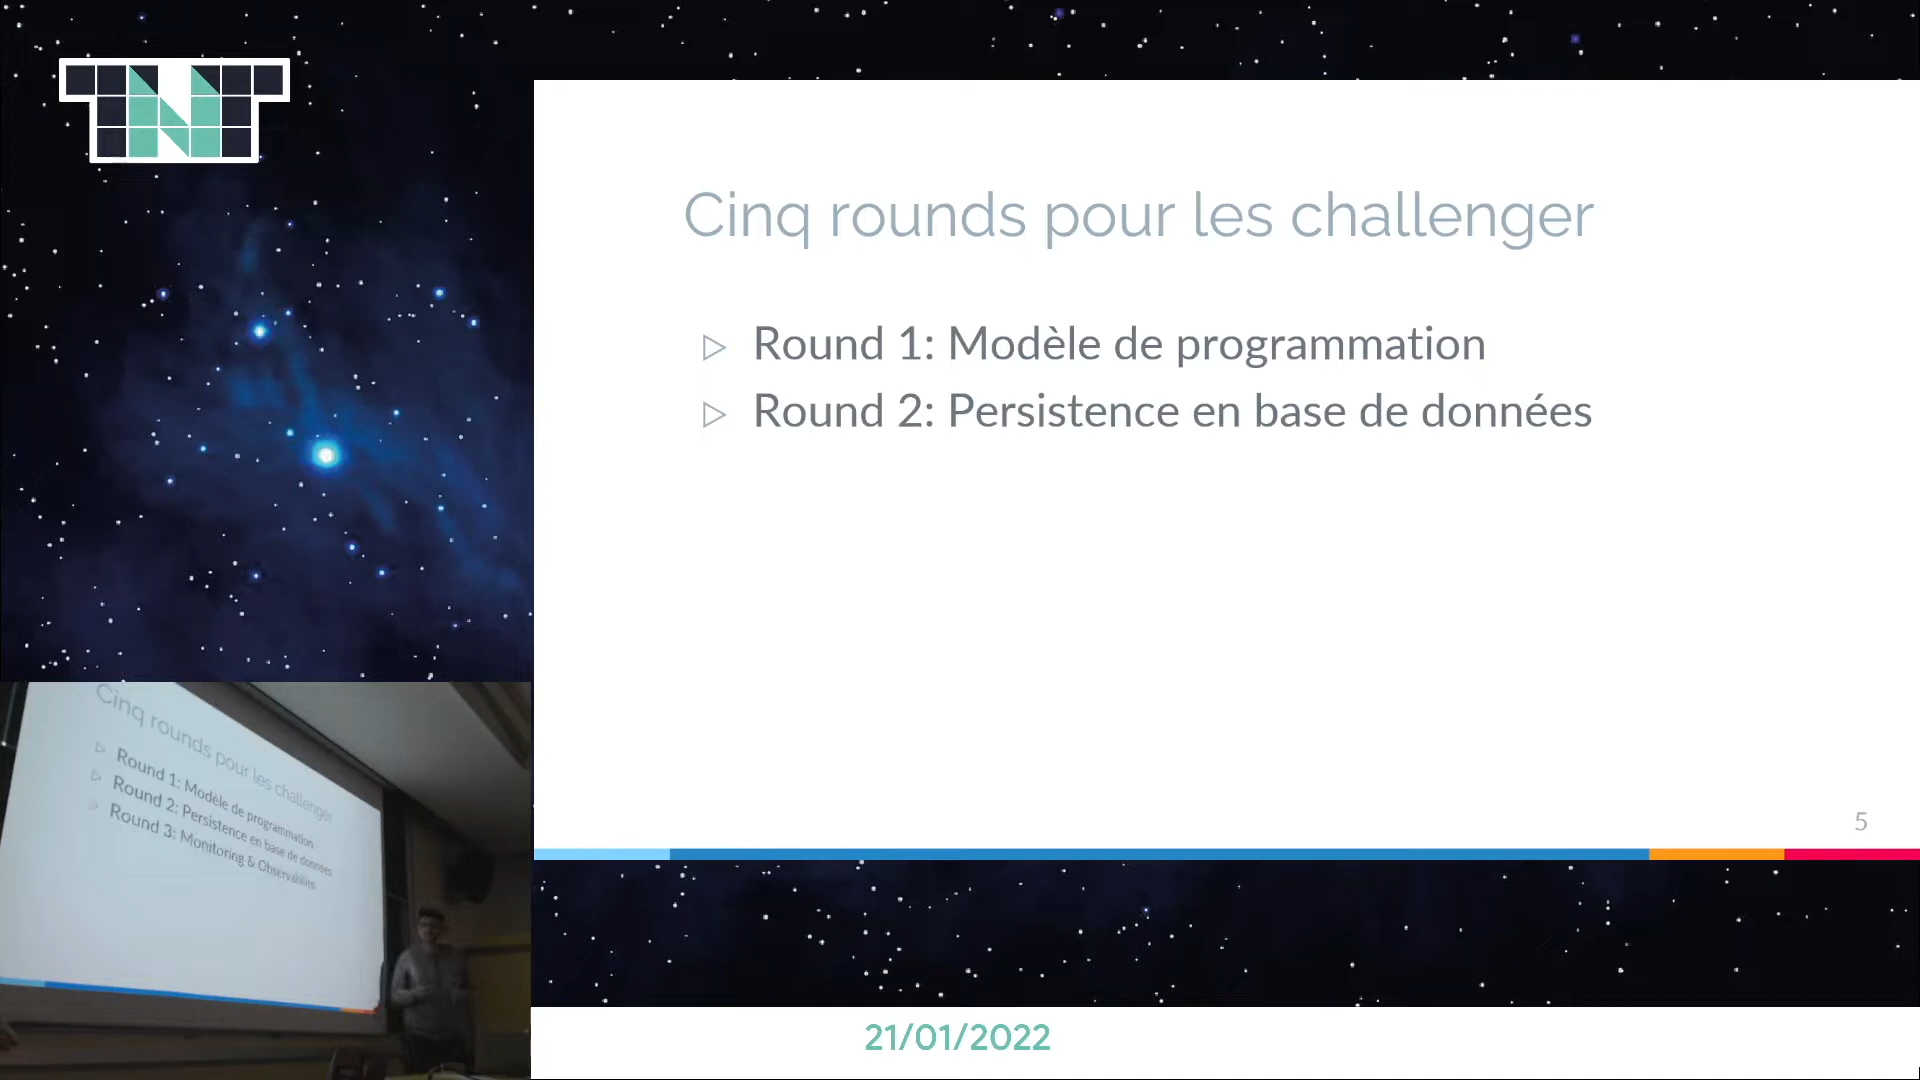 TNT
Cinq rounds pour les challenger
Round 1: Modèle de programmation
Round 2: Persistence en base de données
5
Cinq rounds pour les challenger
Round 1: Modèle de programmation
Round 2: Persistence en base de données
Round 3: Monitoring & Observabilité
21/01/2022